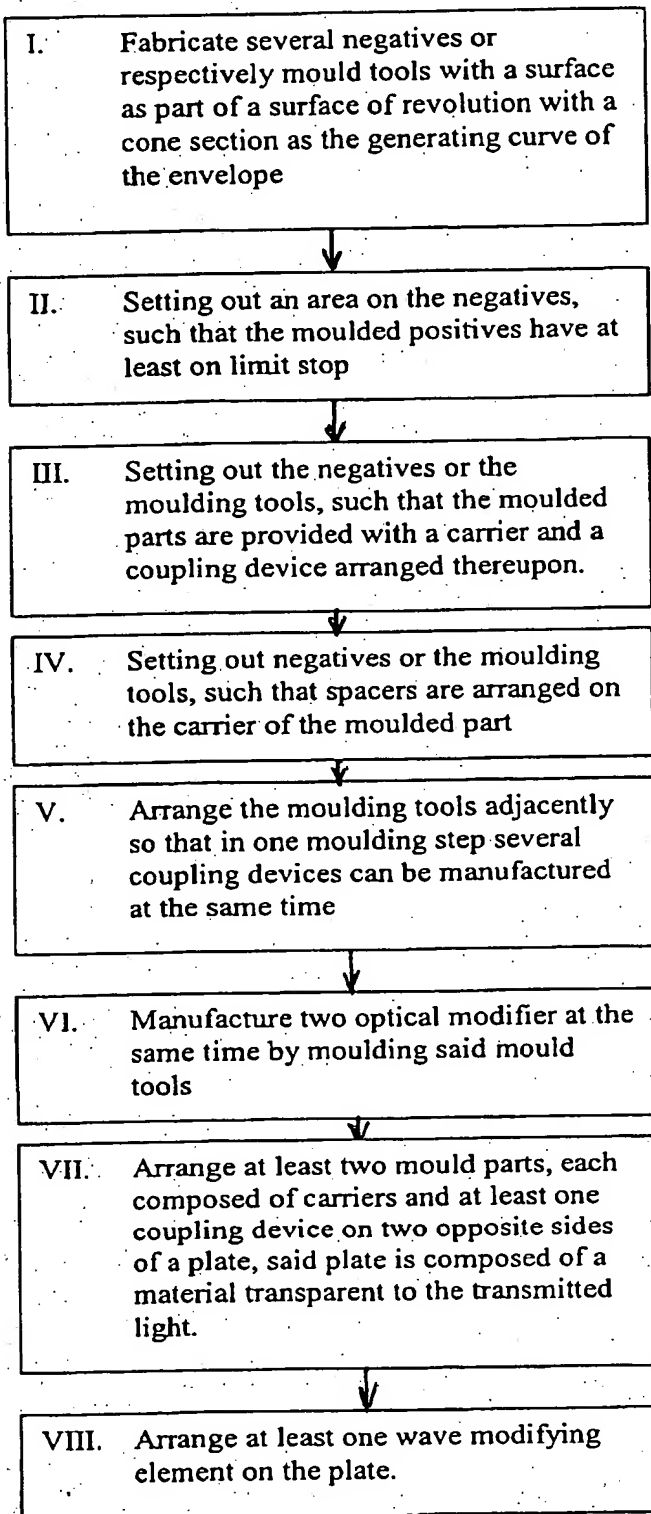 I. Fabricate several negatives or
respectively mould tools with a surface
as part of a surface of revolution with a
cone section as the generating curve of
the envelope
II. Setting out an area on the negatives,
such that the moulded positives have at
least on limit stop
III. Setting out the negatives or the
moulding tools, such that the moulded
parts are provided with a carrier and a
coupling device arranged thereupon.
IV. Setting out negatives or the moulding
tools, such that spacers are arranged on
the carrier of the moulded part
V. Arrange the moulding tools adjacently
so that in one moulding step several
coupling devices can be manufactured
at the same time
VI. Manufacture two optical modifier at the
same time by moulding said mould
tools
VII. Arrange at least two mould parts, each
composed of carriers and at least one
coupling device on two opposite sides
of a plate, said plate is composed of a
material transparent to the transmitted
light.
VIII. Arrange at least one wave modifying
element on the plate.